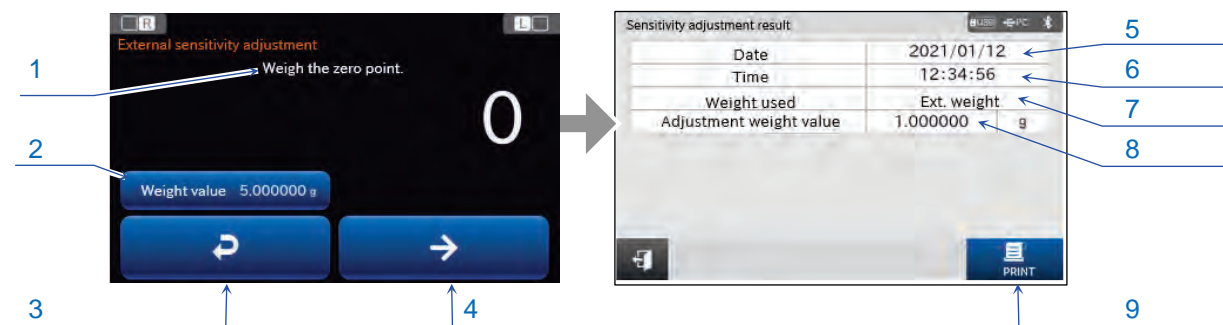 R
L
External sensitivity adjustment
Weigh the zero point.
0
Weight value 5.000000 g
1
2
3
4
Sensitivity adjustment result
USB PC
Date 2021/01/12
Time 12:34:56
Weight used Ext. weight
Adjustment weight value 1.000000 g
PRINT
5
6
7
8
9